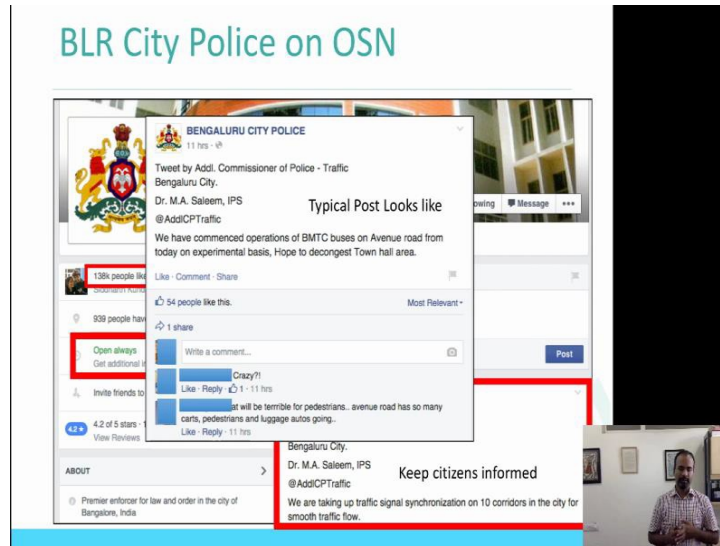 BLR City Police on OSN
BENGALURU CITY POLICE
11 hrs
Tweet by Addl. Commissioner of Police - Traffic
Bengaluru City.
Dr. M.A. Saleem, IPS
@AddlCPTraffic
We have commenced operations of BMTC buses on Avenue road from
today on experimental basis, Hope to decongest Town hall area.
Typical Post Looks like
Like · Comment · Share
54 people like this.
Most Relevant
1 share
Write a comment...
Crazy?!
Like · Reply · 1 · 11 hrs
at will be terrrible for pedestrians.. avenue road has so many
carts, pedestrians and luggage autos going..
Like · Reply · 11 hrs
owing
Message
138k people like
939 people have
Open always
Get additional in
Invite friends to
4.2
4.2 of 5 stars · 1
View Reviews
ABOUT
Premier enforcer for law and order in the city of
Bangalore, India
Post
Bengaluru City.
Dr. M.A. Saleem, IPS
@AddlCPTraffic
We are taking up traffic signal synchronization on 10 corridors in the city for
smooth traffic flow.
Keep citizens informed